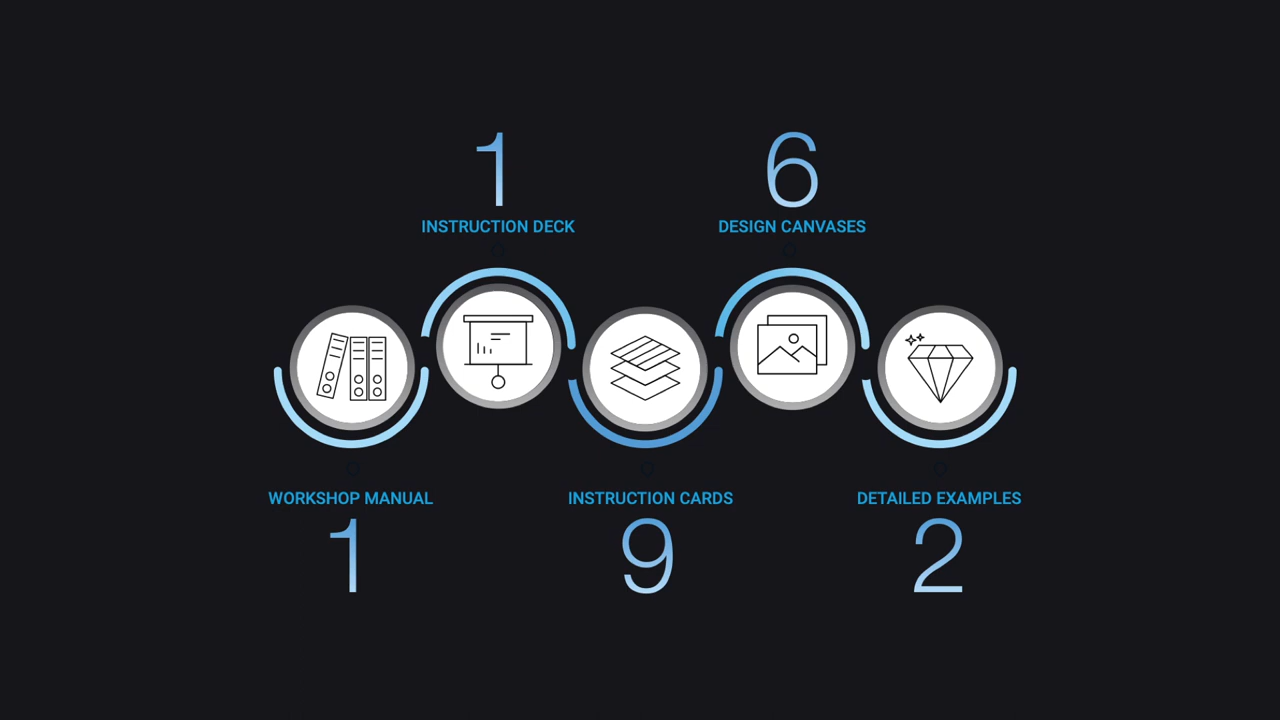 1
INSTRUCTION DECK
6
DESIGN CANVASES
WORKSHOP MANUAL
1
INSTRUCTION CARDS
9
DETAILED EXAMPLES
2